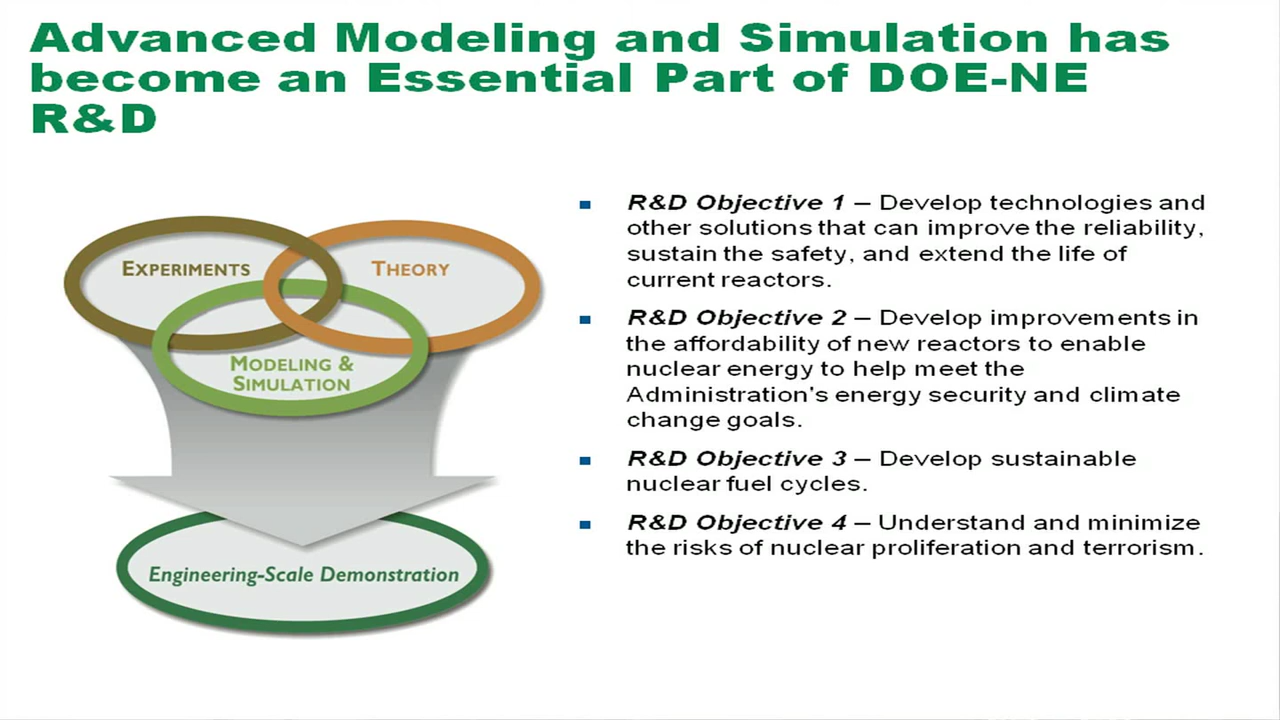 Advanced Modeling and Simulation has
become an Essential Part of DOE-NE
R&D
EXPERIMENTS
THEORY
MODELING &
SIMULATION
Engineering-Scale Demonstration
R&D Objective 1 – Develop technologies and
other solutions that can improve the reliability,
sustain the safety, and extend the life of
current reactors.
R&D Objective 2 – Develop improvements in
the affordability of new reactors to enable
nuclear energy to help meet the
Administration's energy security and climate
change goals.
R&D Objective 3 – Develop sustainable
nuclear fuel cycles.
R&D Objective 4 – Understand and minimize
the risks of nuclear proliferation and terrorism.